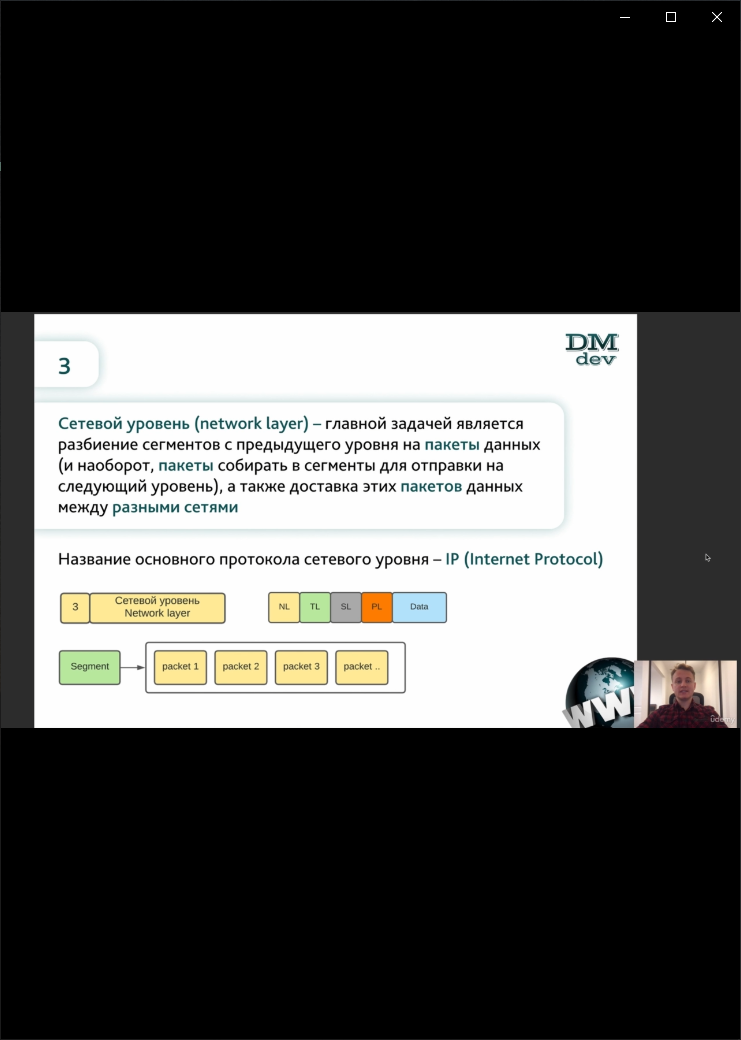 DM
dev
3
Сетевой уровень (network layer) – главной задачей является
разбиение сегментов с предыдущего уровня на пакеты данных
(и наоборот, пакеты собирать в сегменты для отправки на
следующий уровень), а также доставка этих пакетов данных
между разными сетями
Название основного протокола сетевого уровня – IP (Internet Protocol)
3
Сетевой уровень
Network layer
NL TL SL PL Data
Segment
packet 1 packet 2 packet 3 packet ..
WWW